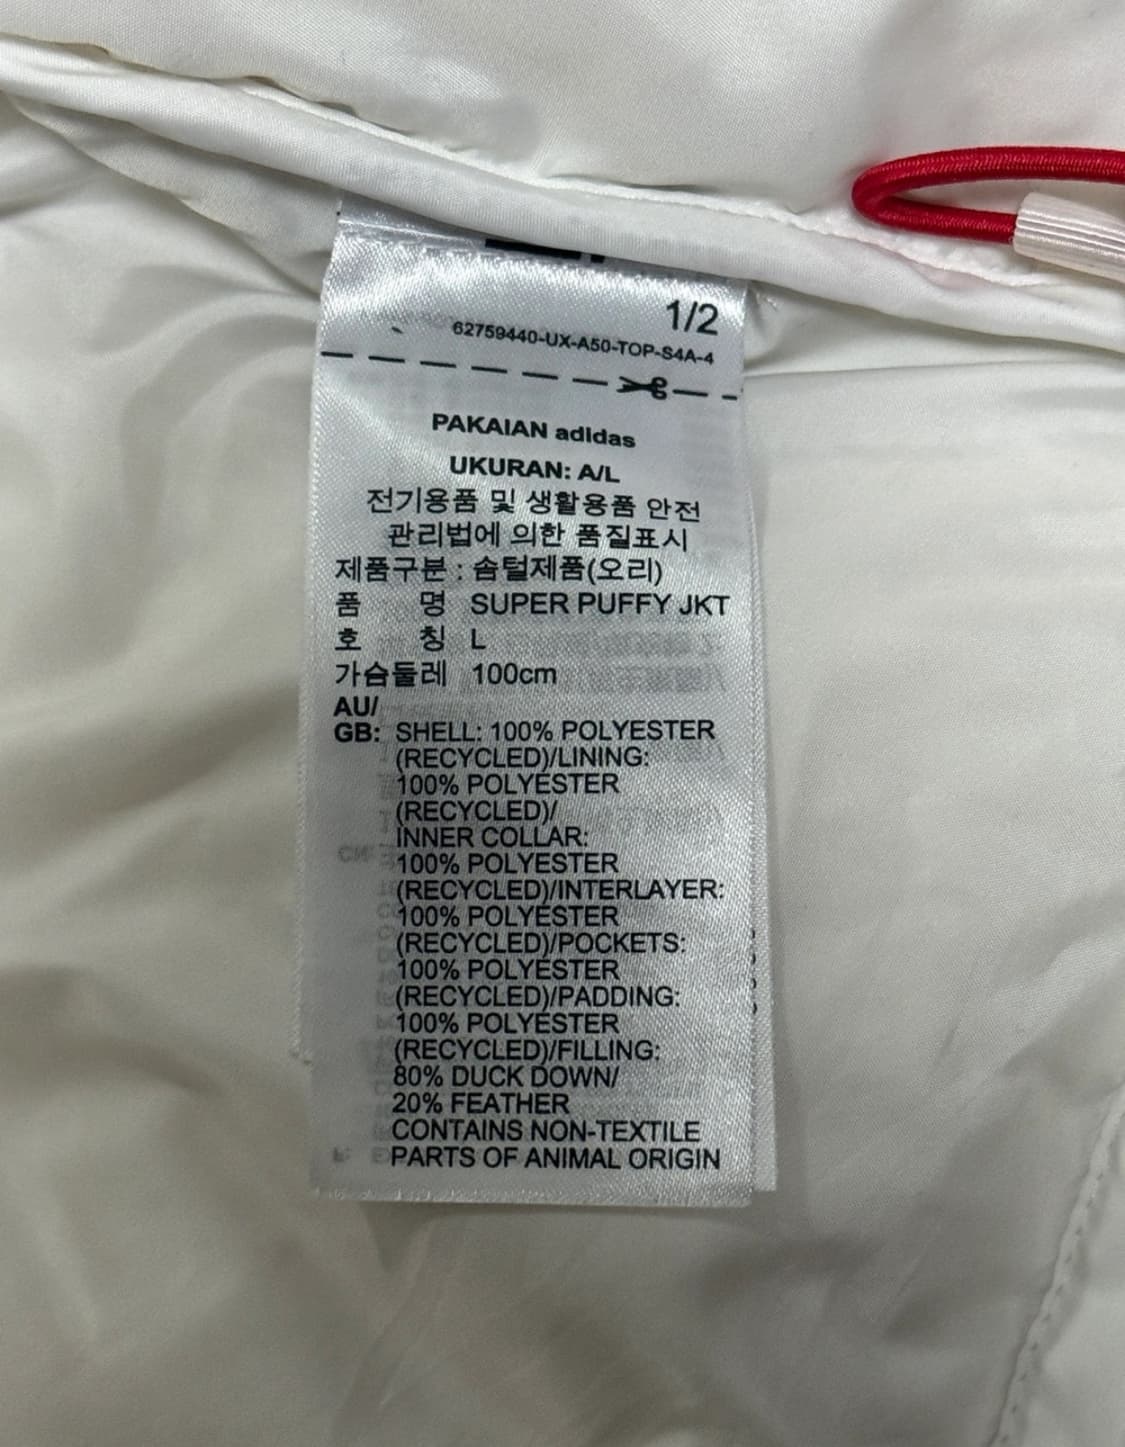 1/2
62759440-UX-A50-TOP-S4A-4
PAKAIAN adidas
UKURAN: A/L
전기용품 및 생활용품 안전
관리법에 의한 품질표시
제품구분 : 솜털제품(오리)
품 명 SUPER PUFFY JKT
호 칭 L
가슴둘레 100cm
AU/
GB: SHELL: 100% POLYESTER
(RECYCLED)/LINING:
100% POLYESTER
(RECYCLED)/
INNER COLLAR:
100% POLYESTER
(RECYCLED)/INTERLAYER:
100% POLYESTER
(RECYCLED)/POCKETS:
100% POLYESTER
(RECYCLED)/PADDING:
100% POLYESTER
(RECYCLED)/FILLING:
80% DUCK DOWN/
20% FEATHER
CONTAINS NON-TEXTILE
PARTS OF ANIMAL ORIGIN